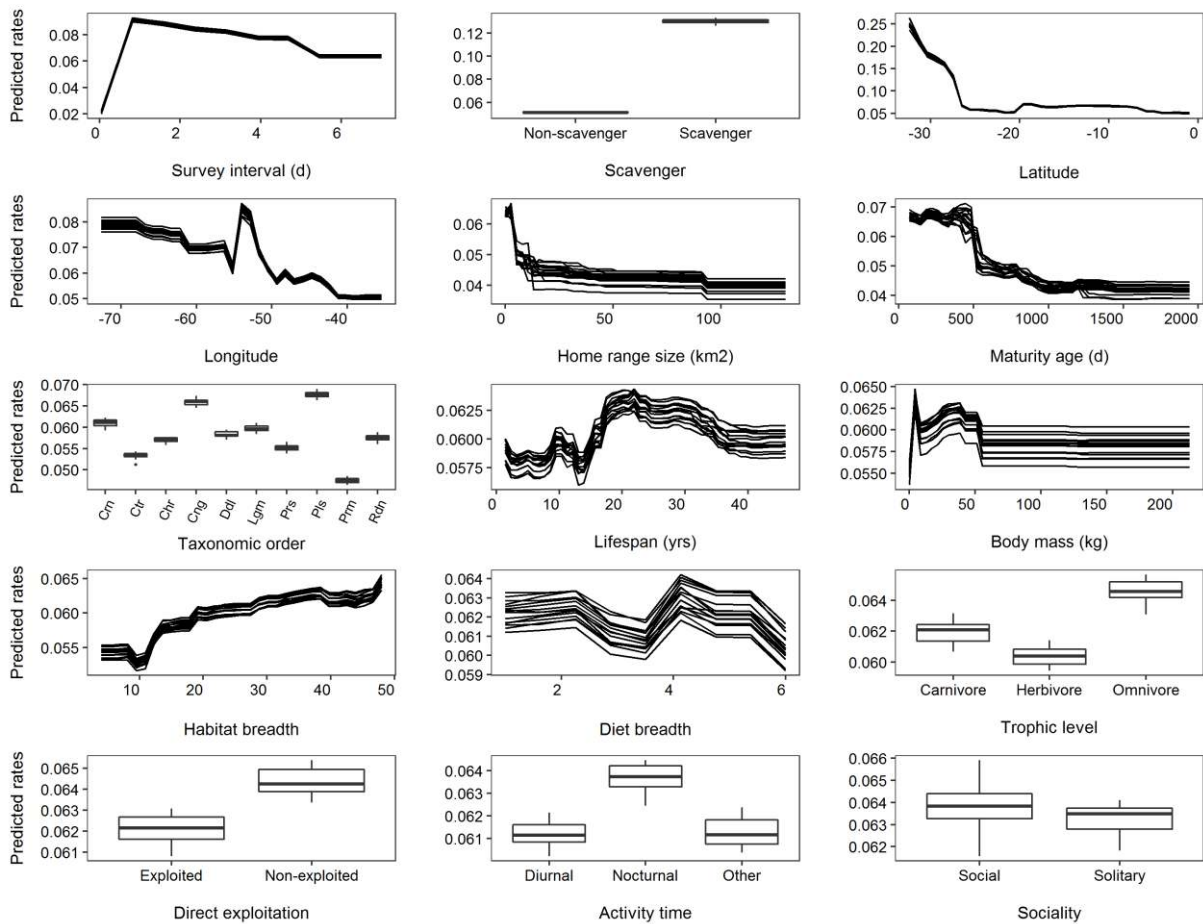 Predicted rates
0.08
0.06
0.04
0.02
0 2 4 6
Survey interval (d)
0.12
0.09
0.06
Non-scavenger Scavenger
Scavenger
0.25
0.20
0.15
0.10
0.05
-30 -20 -10 0
Latitude
Predicted rates
0.08
0.07
0.06
0.05
-70 -60 -50 -40
Longitude
0.06
0.05
0.04
0 50 100
Home range size (km2)
0.07
0.06
0.05
0.04
0 500 1000 1500 2000
Maturity age (d)
Predicted rates
0.070
0.065
0.060
0.055
0.050
Crn Ctr Chr Cng Ddl Lgm Prs Pls Prm Rdn
Taxonomic order
0.0625
0.0600
0.0575
0 10 20 30 40
Lifespan (yrs)
0.0650
0.0625
0.0600
0.0575
0.0550
0 50 100 150 200
Body mass (kg)
Predicted rates
0.065
0.060
0.055
10 20 30 40 50
Habitat breadth
0.064
0.063
0.062
0.061
0.060
0.059
2 4 6
Diet breadth
0.064
0.062
0.060
Carnivore Herbivore Omnivore
Trophic level
Predicted rates
0.065
0.064
0.063
0.062
0.061
Exploited Non-exploited
Direct exploitation
0.064
0.063
0.062
0.061
Diurnal Nocturnal Other
Activity time
0.066
0.065
0.064
0.063
0.062
Social Solitary
Sociality